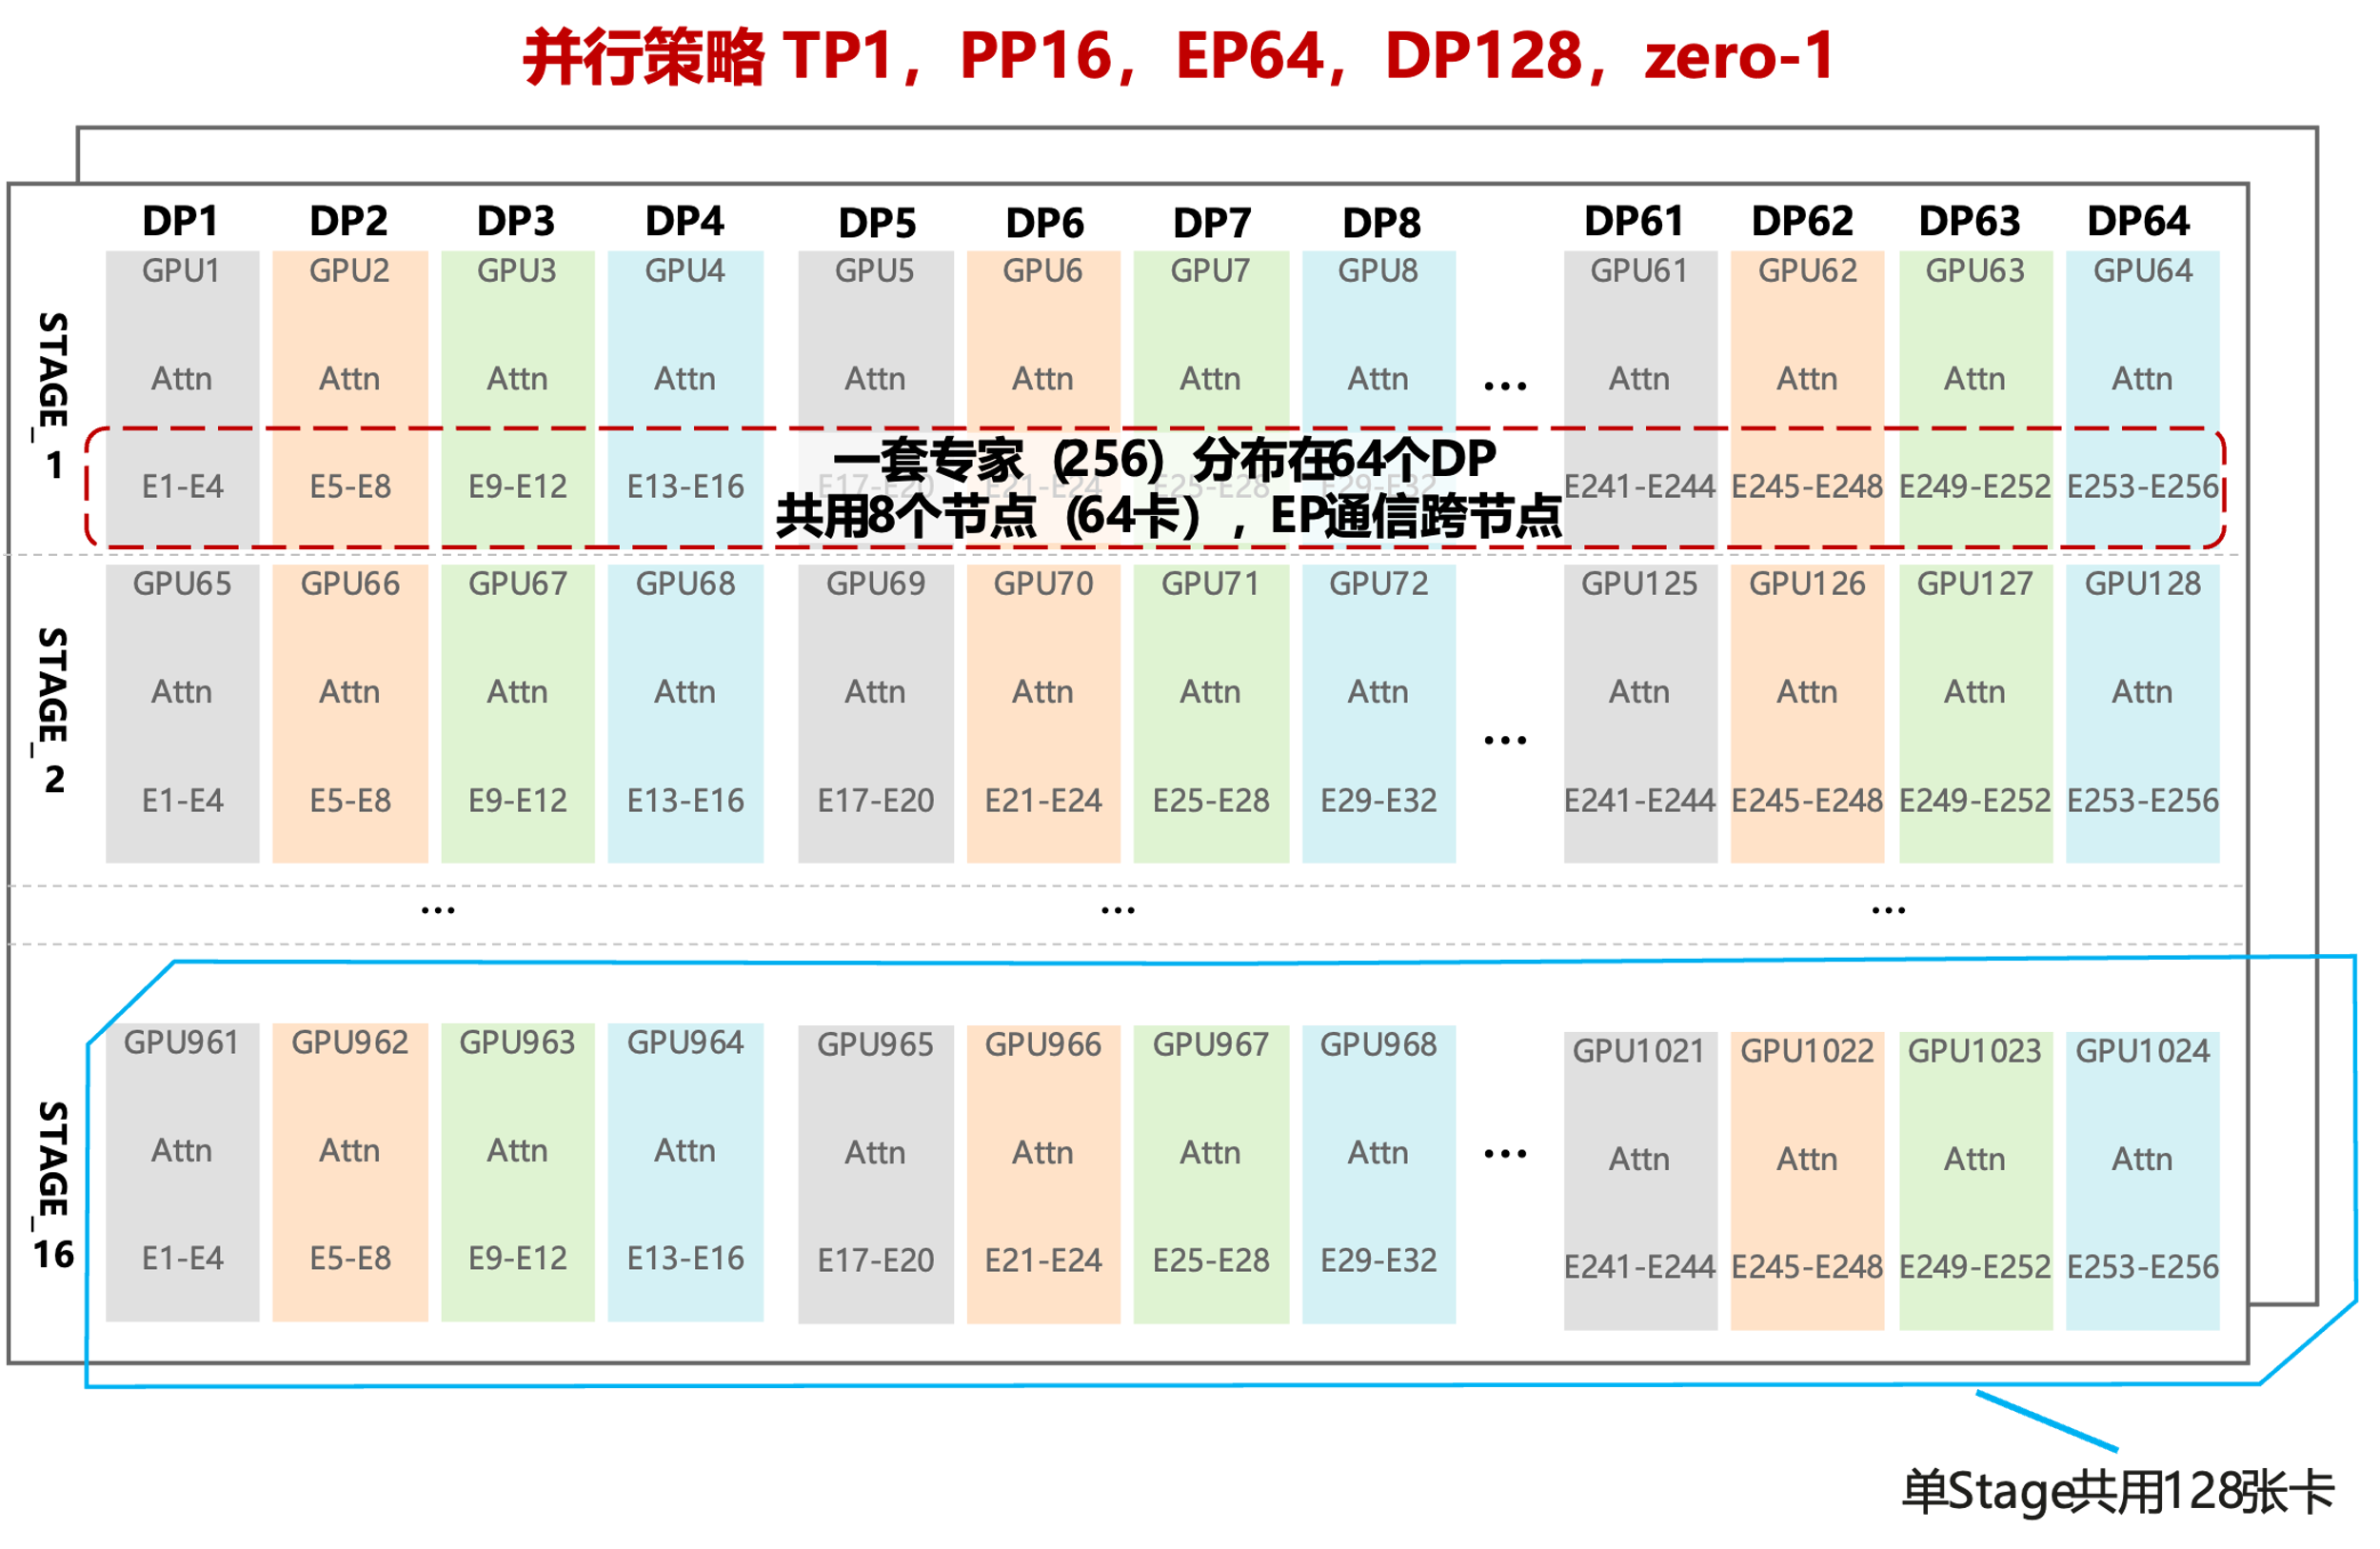 并行策略 TP1，PP16，EP64，DP128，zero-1
DP1 DP2 DP3 DP4 DP5 DP6 DP7 DP8 DP61 DP62 DP63 DP64
STAGE_1
GPU1 GPU2 GPU3 GPU4 GPU5 GPU6 GPU7 GPU8 GPU61 GPU62 GPU63 GPU64
Attn Attn Attn Attn Attn Attn Attn Attn ... Attn Attn Attn Attn
一套专家（256）分布在64个DP
E1-E4 E5-E8 E9-E12 E13-E16 E17-E20 E21-E24 E25-E28 E29-E32 E241-E244 E245-E248 E249-E252 E253-E256
共用8个节点（64卡），EP通信跨节点
STAGE_2
GPU65 GPU66 GPU67 GPU68 GPU69 GPU70 GPU71 GPU72 GPU125 GPU126 GPU127 GPU128
Attn Attn Attn Attn Attn Attn Attn Attn ... Attn Attn Attn Attn
E1-E4 E5-E8 E9-E12 E13-E16 E17-E20 E21-E24 E25-E28 E29-E32 E241-E244 E245-E248 E249-E252 E253-E256
... ... ...
STAGE_16
GPU961 GPU962 GPU963 GPU964 GPU965 GPU966 GPU967 GPU968 GPU1021 GPU1022 GPU1023 GPU1024
Attn Attn Attn Attn Attn Attn Attn Attn ... Attn Attn Attn Attn
E1-E4 E5-E8 E9-E12 E13-E16 E17-E20 E21-E24 E25-E28 E29-E32 E241-E244 E245-E248 E249-E252 E253-E256
单Stage共用128张卡